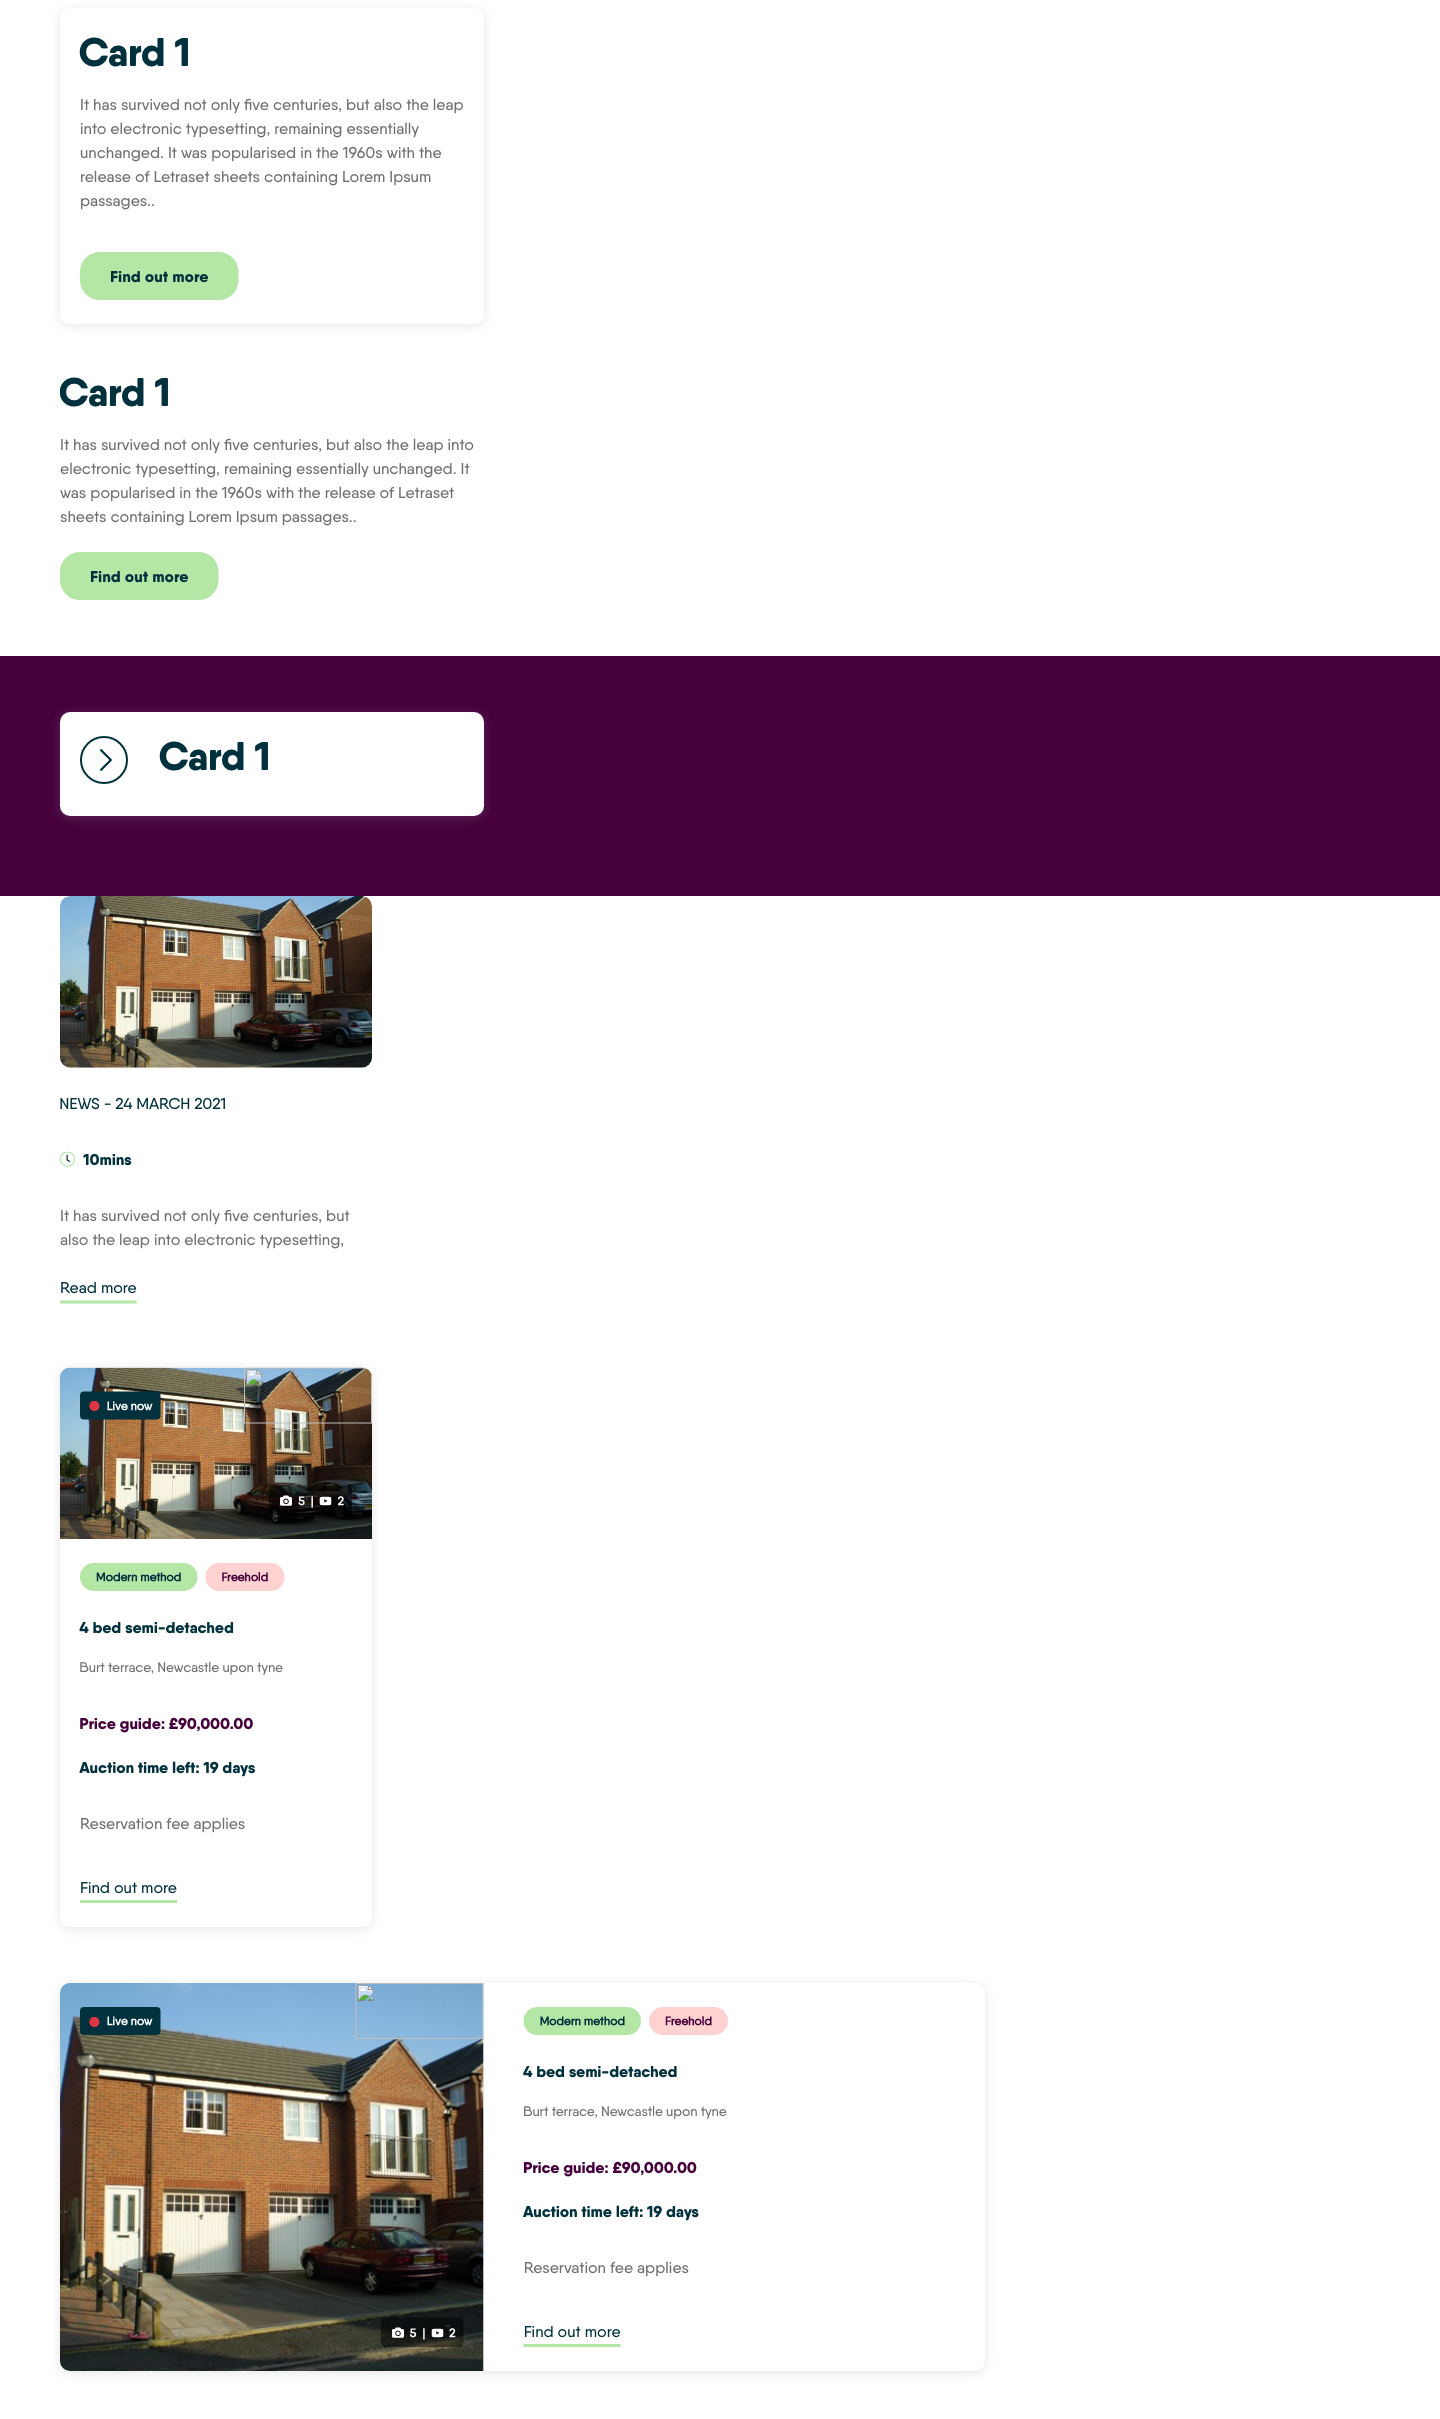 Card 1
It has survived not only five centuries, but also the leap
into electronic typesetting, remaining essentially
unchanged. It was popularised in the 1960s with the
release of Letraset sheets containing Lorem Ipsum
passages..
Find out more
Card 1
It has survived not only five centuries, but also the leap into
electronic typesetting, remaining essentially unchanged. It
was popularised in the 1960s with the release of Letraset
sheets containing Lorem Ipsum passages..
Find out more
Card 1
NEWS - 24 MARCH 2021
10mins
It has survived not only five centuries, but
also the leap into electronic typesetting,
Read more
Live now
5 | 2
Modern method Freehold
4 bed semi-detached
Burt terrace, Newcastle upon tyne
Price guide: £90,000.00
Auction time left: 19 days
Reservation fee applies
Find out more
Live now
5 | 2
Modern method Freehold
4 bed semi-detached
Burt terrace, Newcastle upon tyne
Price guide: £90,000.00
Auction time left: 19 days
Reservation fee applies
Find out more